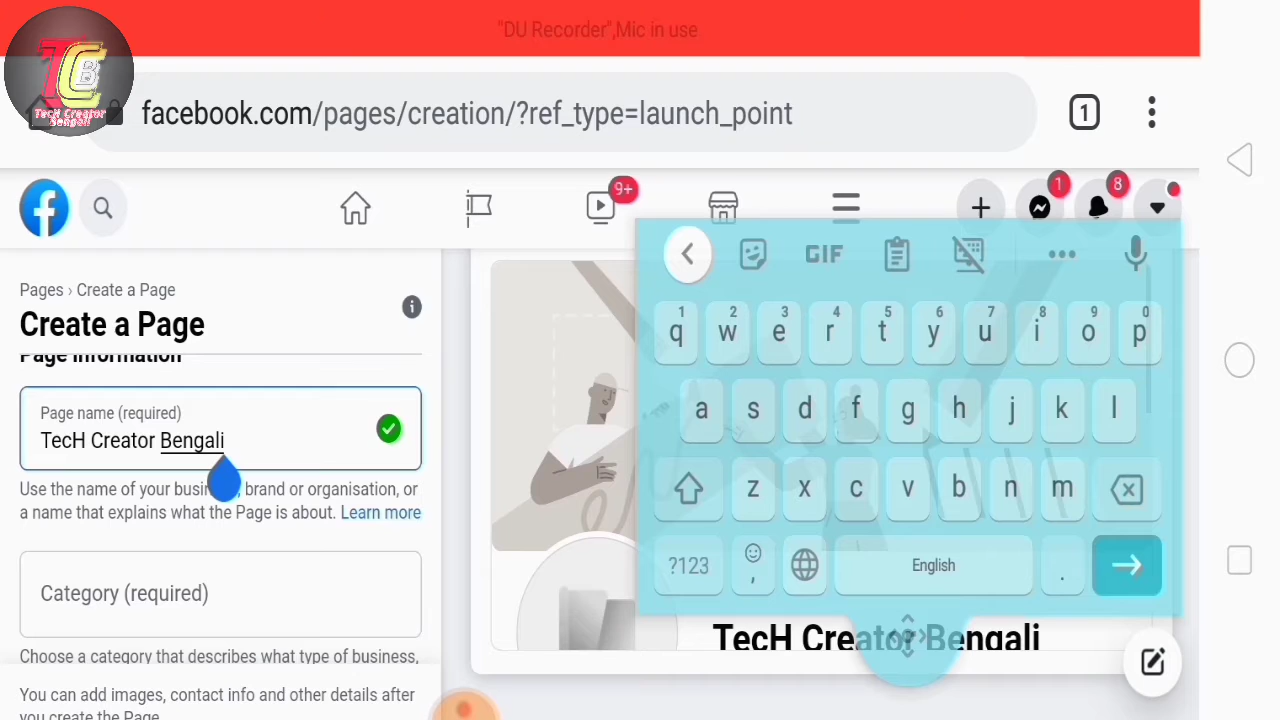 "DU Recorder",Mic in use
TCB
TecH Creator
Bengali
facebook.com/pages/creation/?ref_type=launch_point
1
9+
1
8
Pages › Create a Page
Create a Page
Page information
Page name (required)
TecH Creator Bengali
Use the name of your business, brand or organisation, or
a name that explains what the Page is about. Learn more
Category (required)
Choose a category that describes what type of business,
You can add images, contact info and other details after
you create the Page
GIF
1 2 3 4 5 6 7 8 9 0
q w e r t y u i o p
a s d f g h j k l
z x c v b n m
?123 , English .
TecH Creator Bengali